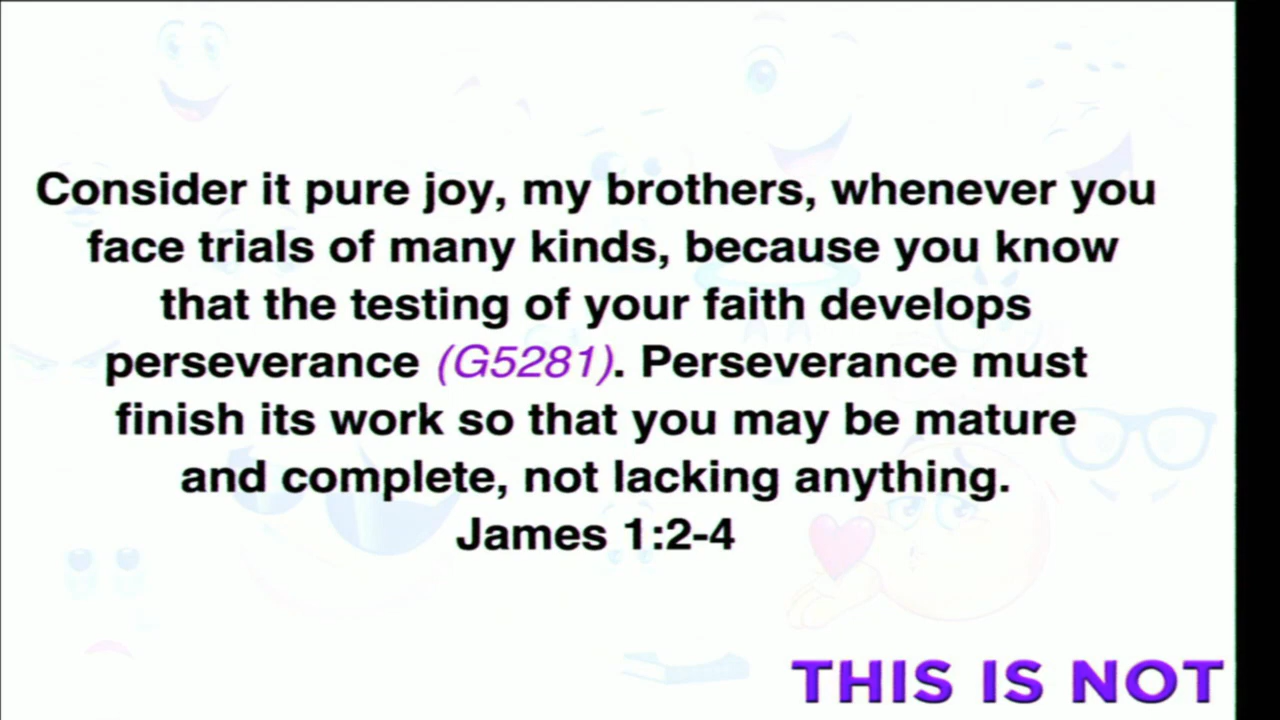 Consider it pure joy, my brothers, whenever you
face trials of many kinds, because you know
that the testing of your faith develops
perseverance (G5281). Perseverance must
finish its work so that you may be mature
and complete, not lacking anything.
James 1:2-4
THIS IS NOT